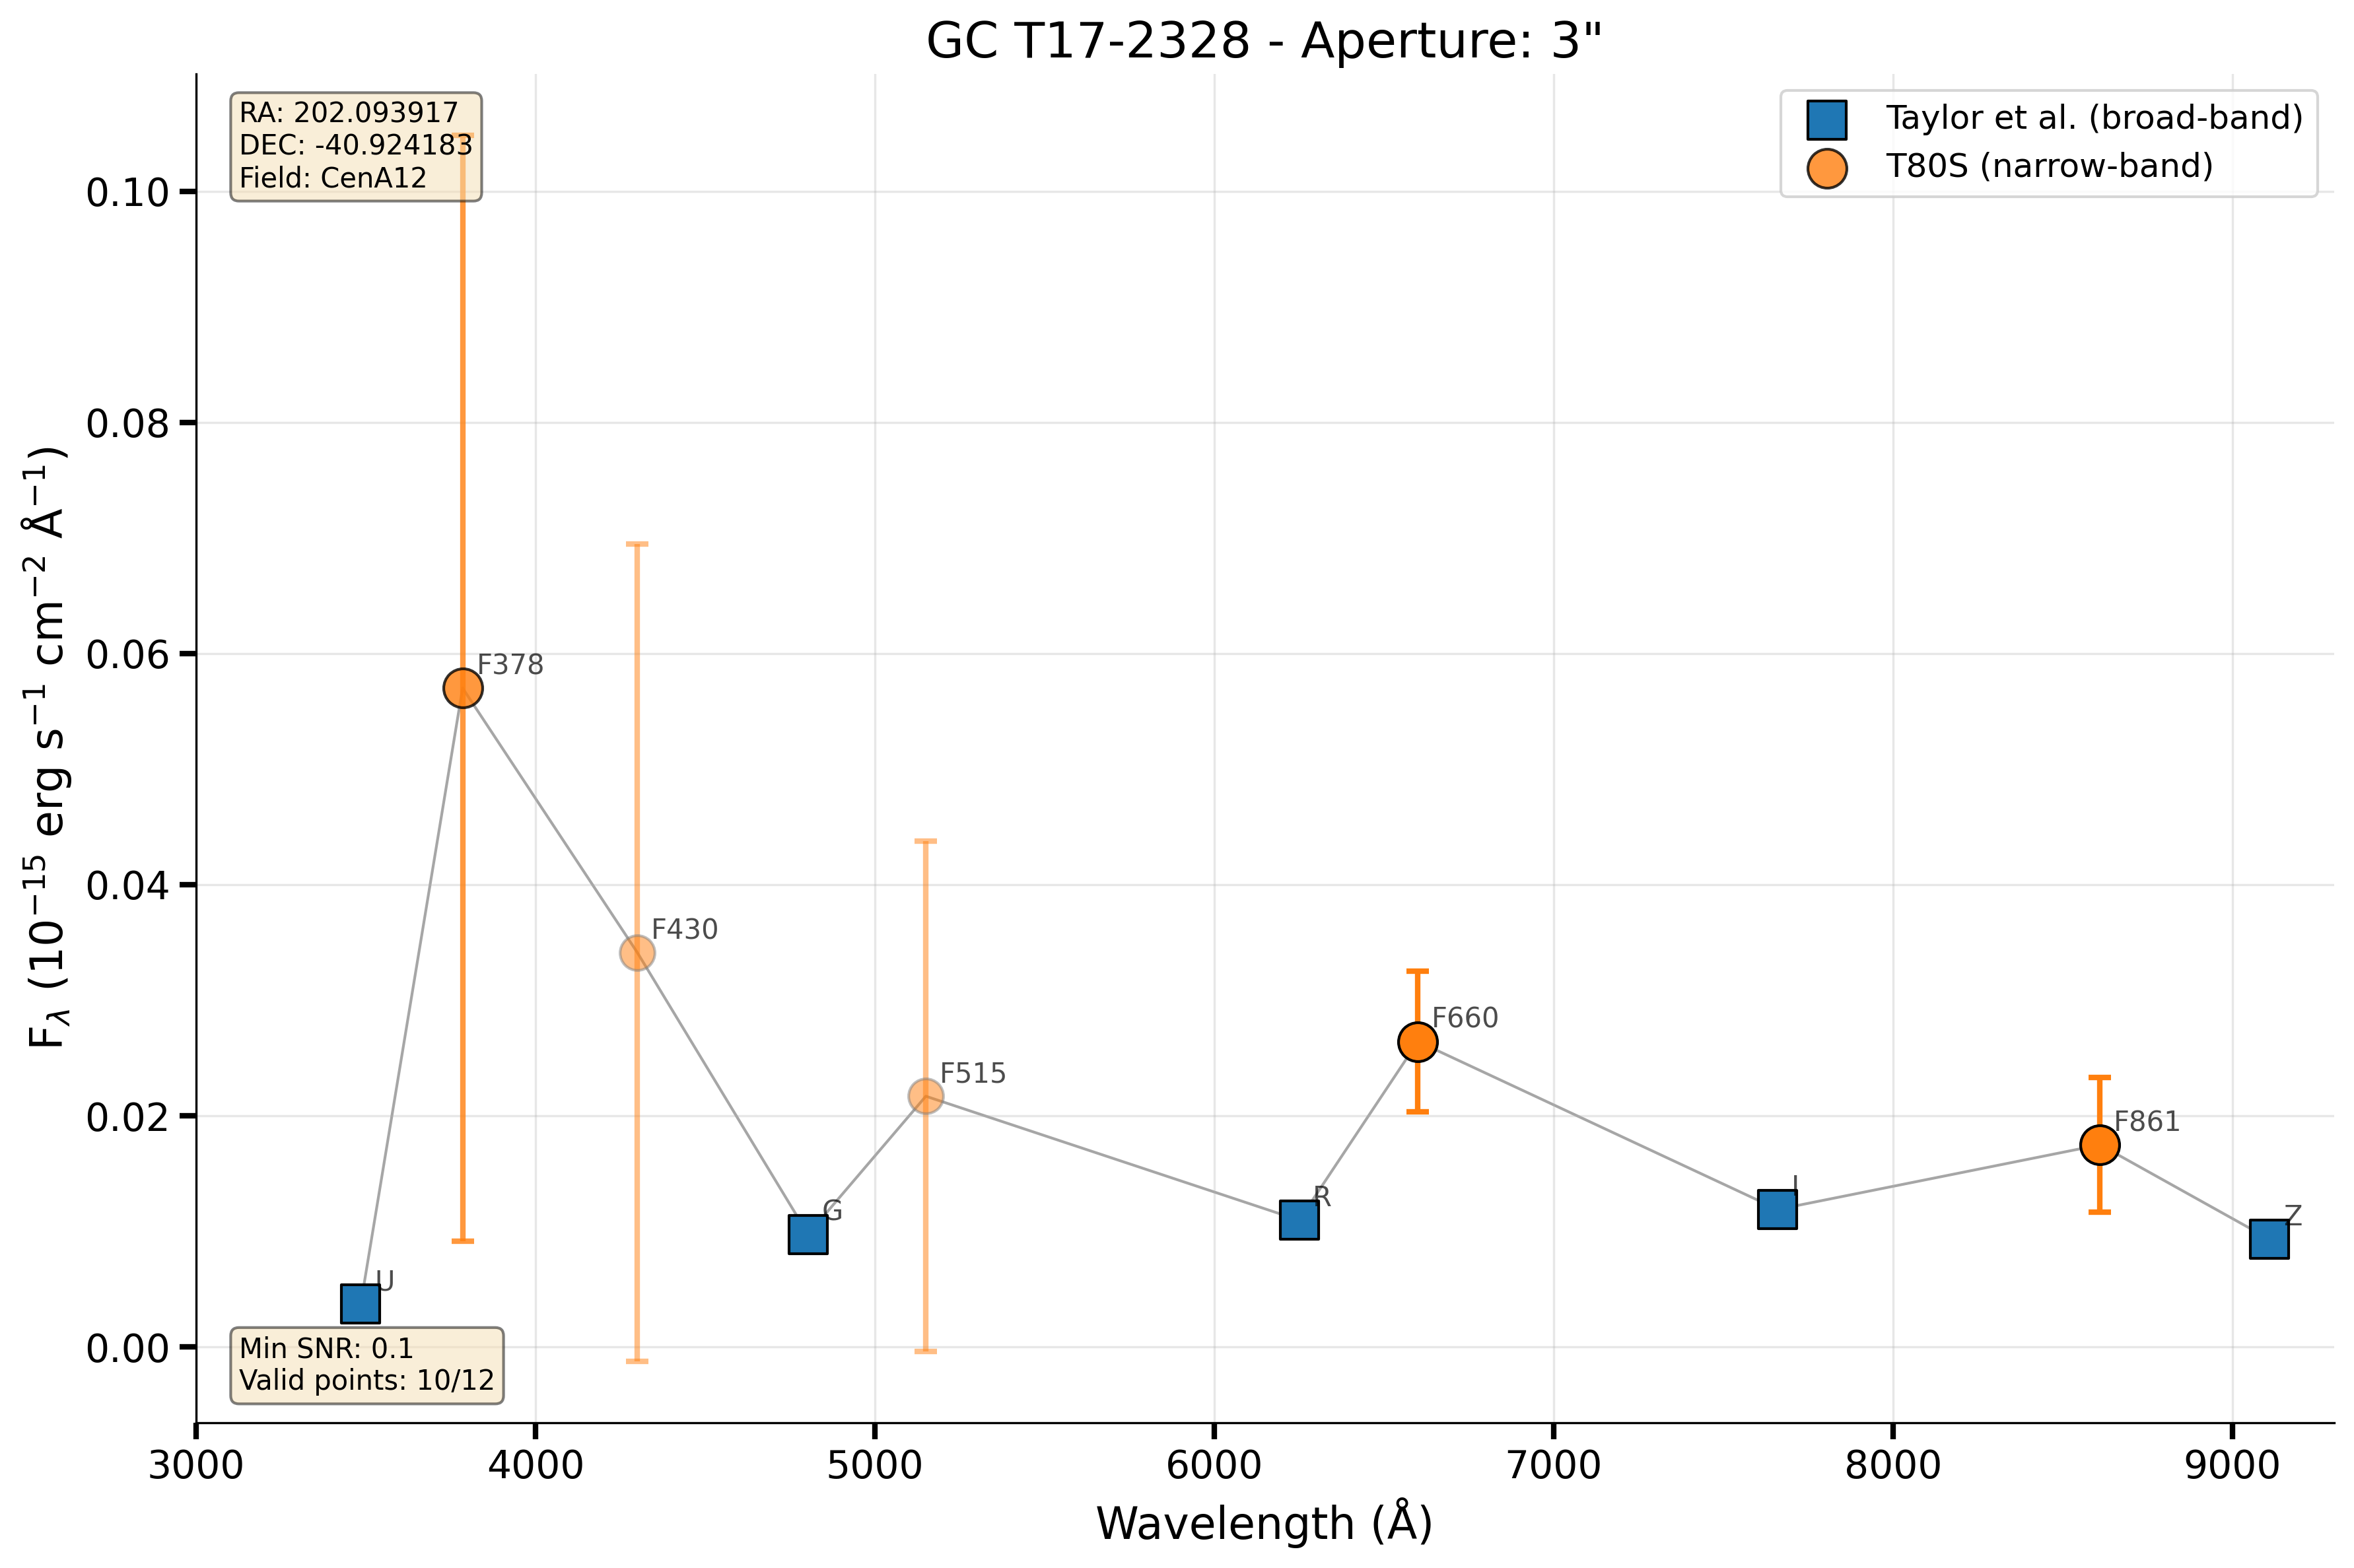 GC T17-2328 - Aperture: 3"
RA: 202.093917
DEC: -40.924183
Field: CenA12
Taylor et al. (broad-band)
T80S (narrow-band)
F_λ (10⁻¹⁵ erg s⁻¹ cm⁻² Å⁻¹)
0.10
0.08
0.06
0.04
0.02
0.00
F378
F430
F515
F660
F861
U
G
R
I
Z
Min SNR: 0.1
Valid points: 10/12
3000 4000 5000 6000 7000 8000 9000
Wavelength (Å)